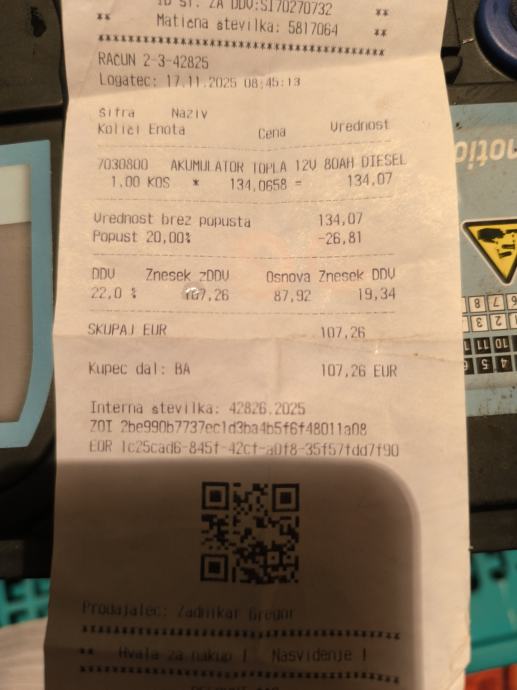 ID ŠT. ZA DDV:SI70270732 **
** Matična številka: 5817064 **
***************************************
RAČUN 2-3-42825
Logatec: 17.11.2025 08:45:13
Šifra Naziv
Količi Enota Cena Vrednost
7030800 AKUMULATOR TOPLA 12V 80AH DIESEL
1.00 KOS * 134,0658 = 134,07
Vrednost brez popusta 134,07
Popust 20,00% -26,81
DDV Znesek zDDV Osnova Znesek DDV
22,0 % 107,26 87,92 19,34
SKUPAJ EUR 107,26
Kupec dal: BA 107,26 EUR
Interna številka: 42826.2025
ZOI 2be990b7737ec1d3ba4b5f6f48011a08
EOR 1c25cad6-845f-42cf-a0f8-35f57fdd7f90
Prodajalec: Zadnikar Gregor
***************************************
** Hvala za nakup ! Nasvidenje !
***************************************